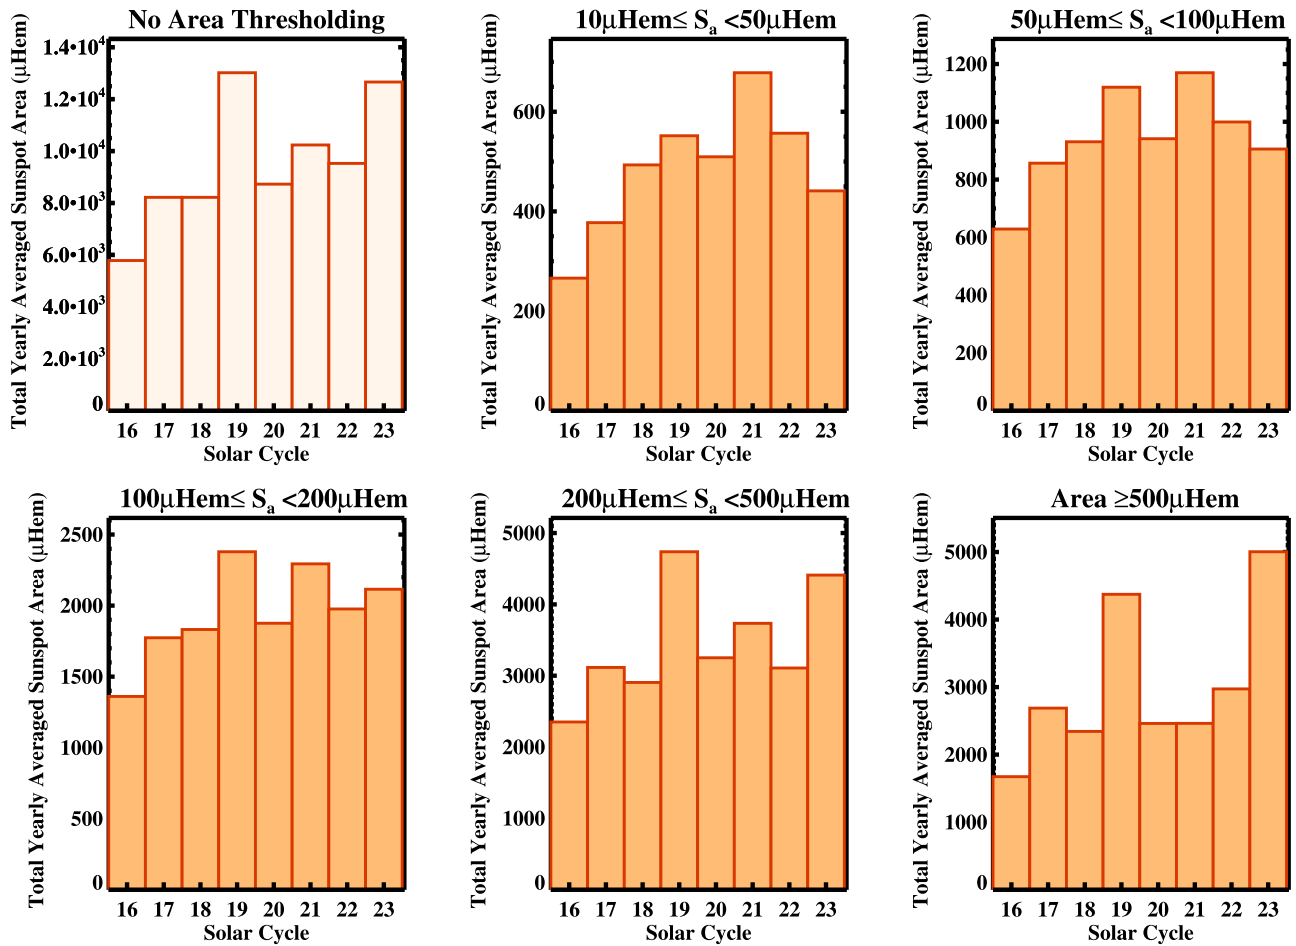 No Area Thresholding
Total Yearly Averaged Sunspot Area (μHem)
1.4•10⁴
1.2•10⁴
1.0•10⁴
8.0•10³
6.0•10³
4.0•10³
2.0•10³
0
16 17 18 19 20 21 22 23
Solar Cycle
10μHem≤ Sₐ <50μHem
Total Yearly Averaged Sunspot Area (μHem)
600
400
200
0
16 17 18 19 20 21 22 23
Solar Cycle
50μHem≤ Sₐ <100μHem
Total Yearly Averaged Sunspot Area (μHem)
1200
1000
800
600
400
200
0
16 17 18 19 20 21 22 23
Solar Cycle
100μHem≤ Sₐ <200μHem
Total Yearly Averaged Sunspot Area (μHem)
2500
2000
1500
1000
500
0
16 17 18 19 20 21 22 23
Solar Cycle
200μHem≤ Sₐ <500μHem
Total Yearly Averaged Sunspot Area (μHem)
5000
4000
3000
2000
1000
0
16 17 18 19 20 21 22 23
Solar Cycle
Area ≥500μHem
Total Yearly Averaged Sunspot Area (μHem)
5000
4000
3000
2000
1000
0
16 17 18 19 20 21 22 23
Solar Cycle